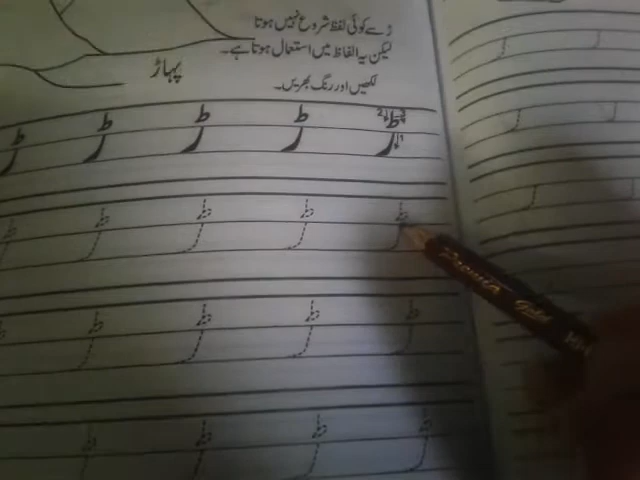 ڑ سے کوئی لفظ شروع نہیں ہوتا
لیکن یہ الفاظ میں استعمال ہوتا ہے۔
پہاڑ
لکھیں اور رنگ بھریں۔
ڑ ڑ ڑ ڑ ڑ
ڑ ڑ ڑ ڑ ڑ
ڑ ڑ ڑ ڑ ڑ
ڑ ڑ ڑ ڑ